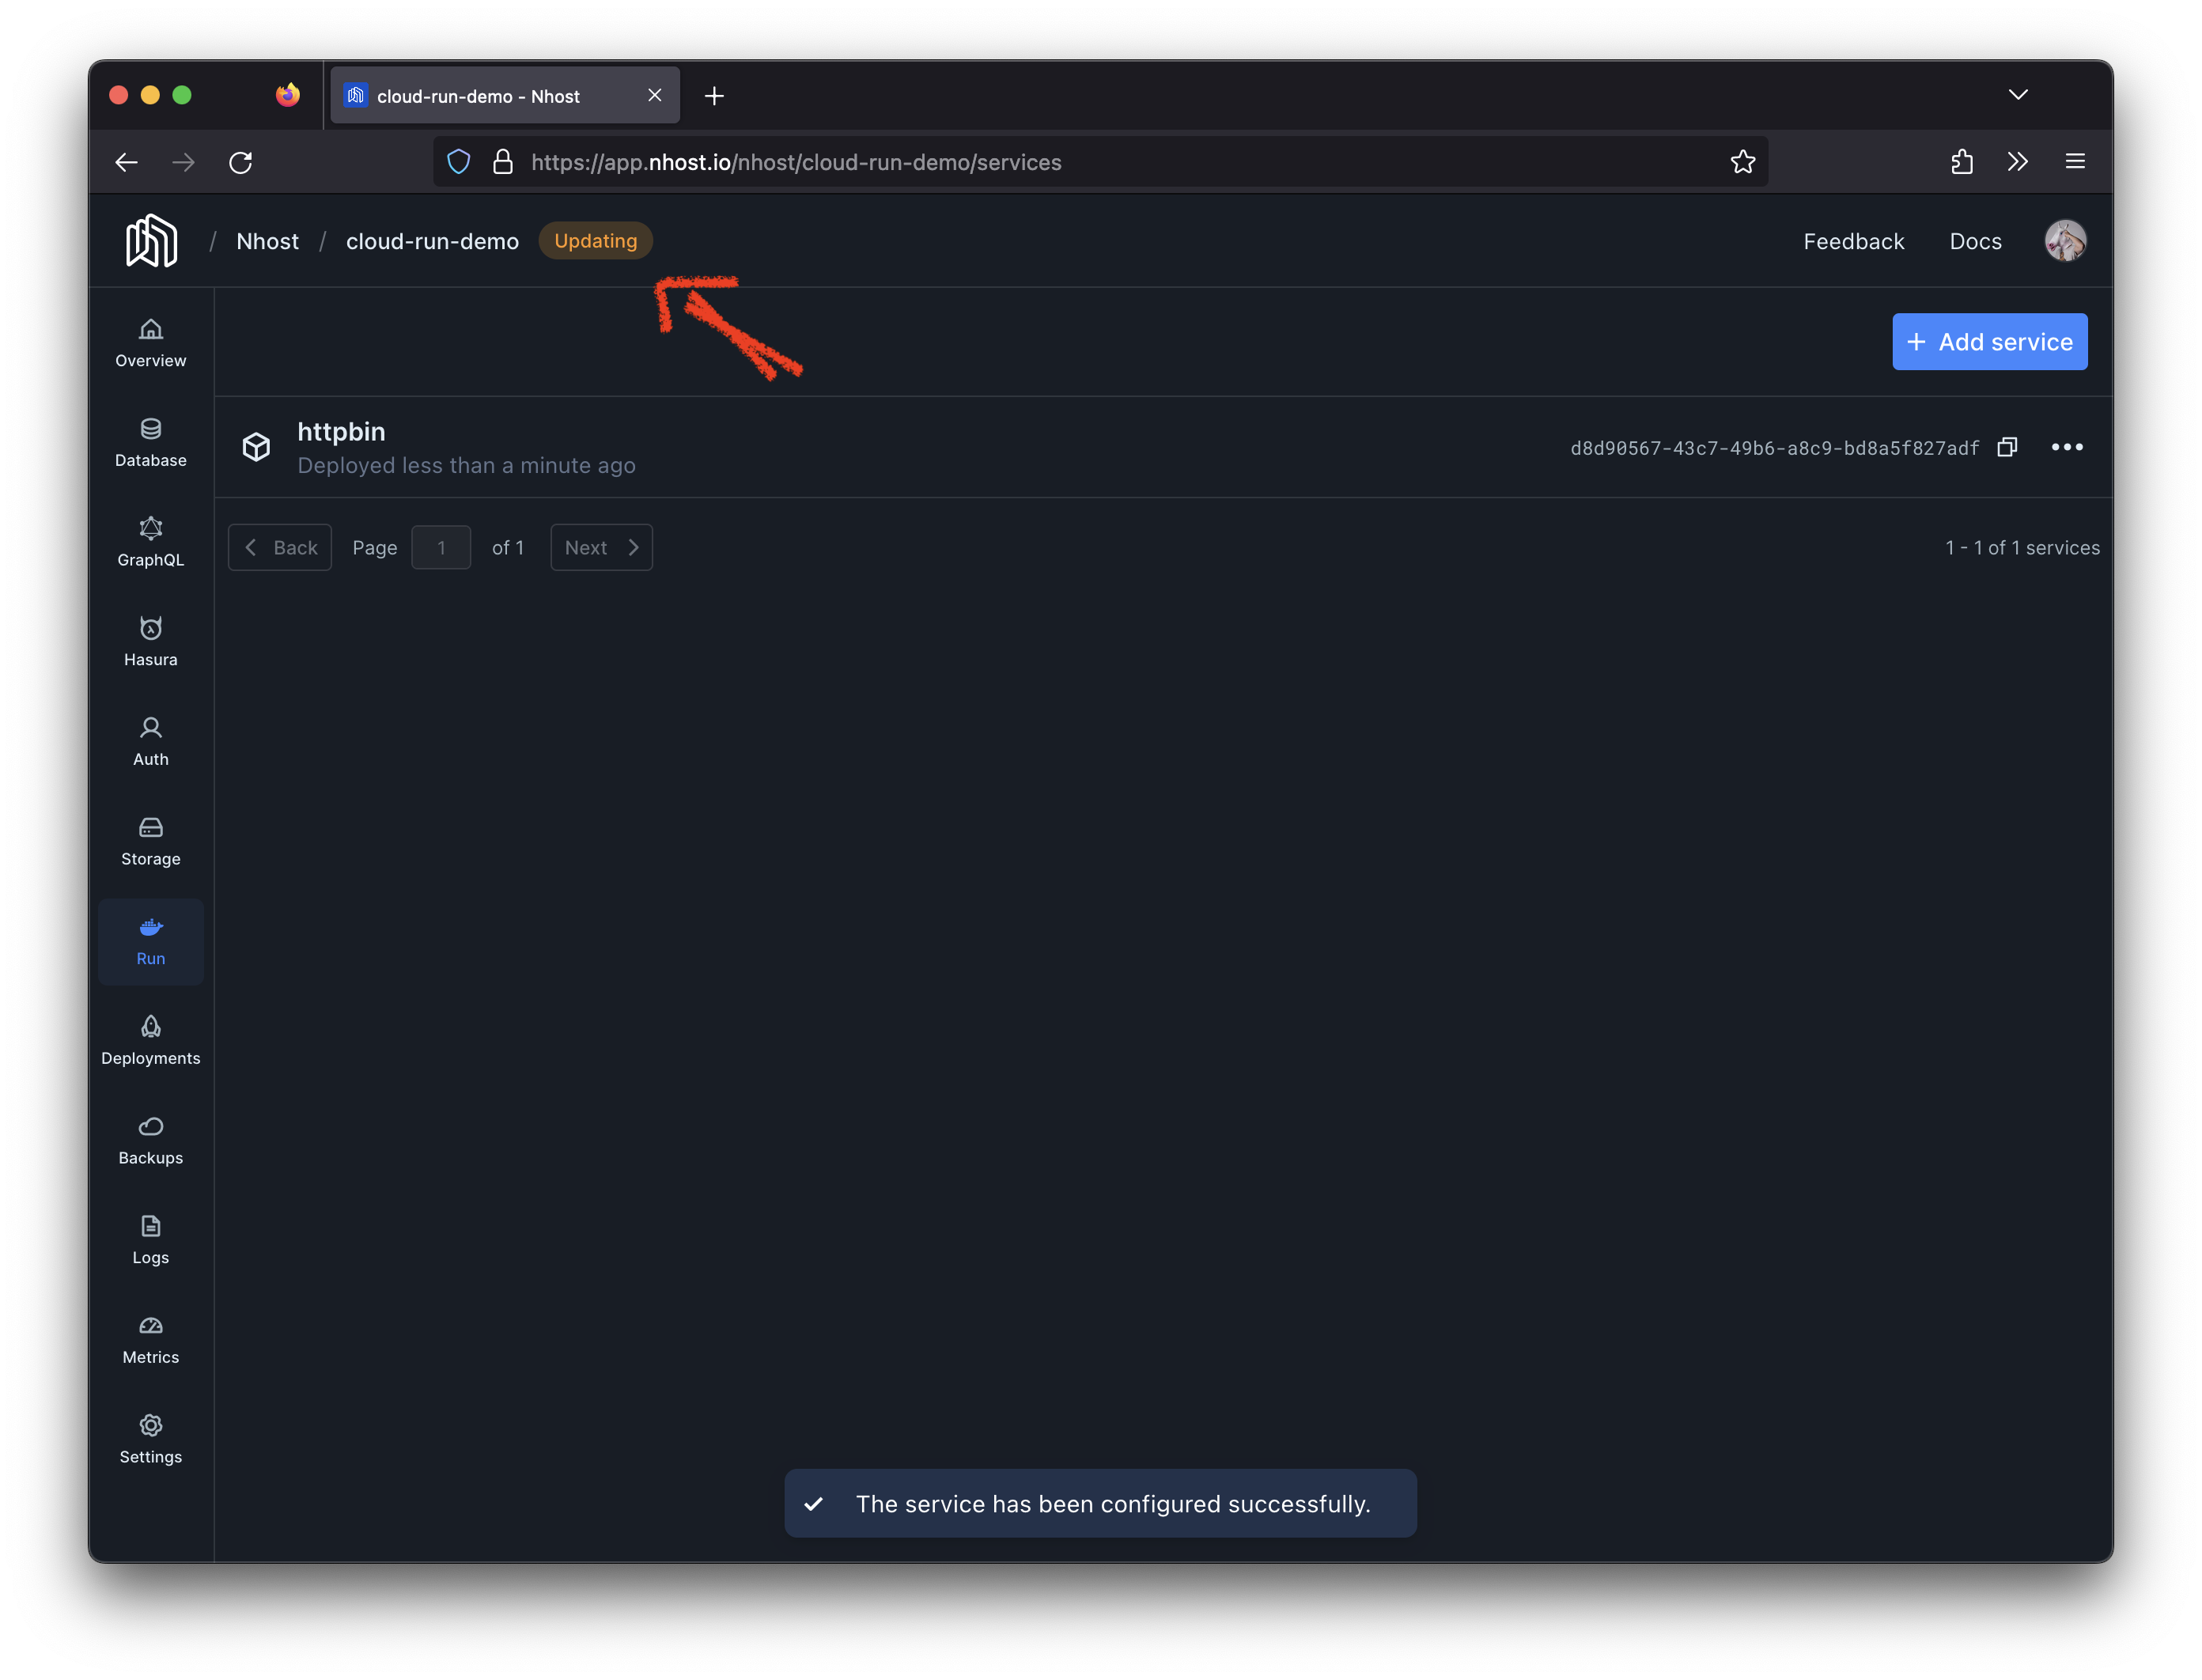 cloud-run-demo - Nhost
https://app.nhost.io/nhost/cloud-run-demo/services
/ Nhost / cloud-run-demo Updating
Feedback Docs
+ Add service
Overview
Database
GraphQL
Hasura
Auth
Storage
Run
Deployments
Backups
Logs
Metrics
Settings
httpbin
Deployed less than a minute ago
d8d90567-43c7-49b6-a8c9-bd8a5f827adf
Back Page 1 of 1 Next
1 - 1 of 1 services
The service has been configured successfully.